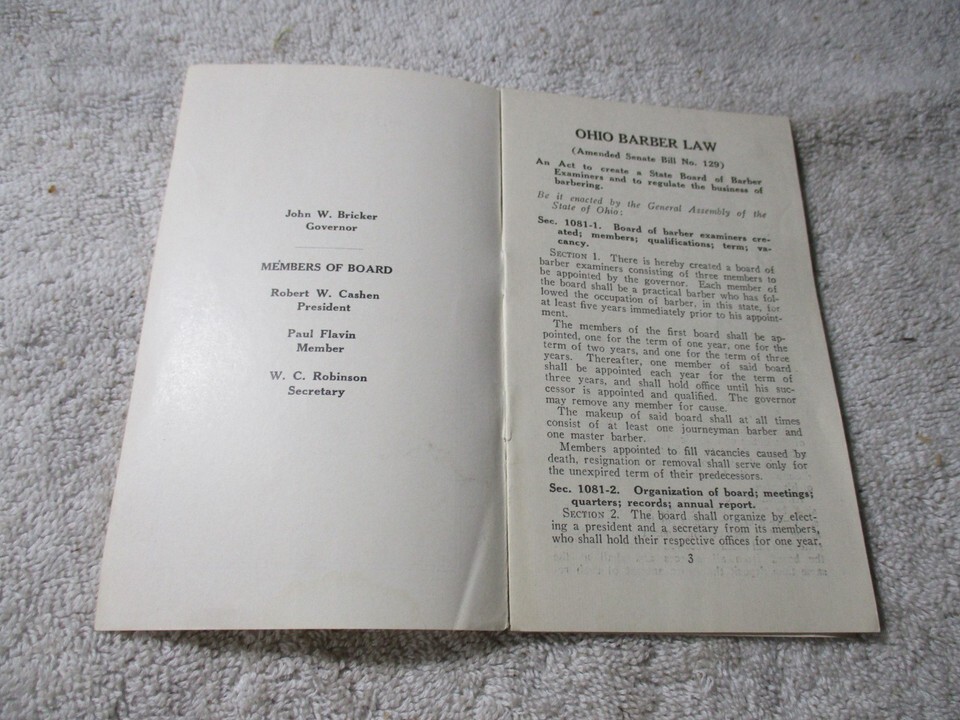 John W. Bricker
Governor
MEMBERS OF BOARD
Robert W. Cashen
President
Paul Flavin
Member
W. C. Robinson
Secretary
OHIO BARBER LAW
(Amended Senate Bill No. 129)
An Act to create a State Board of Barber
Examiners and to regulate the business of
barbering.
Be it enacted by the General Assembly of the
State of Ohio:
Sec. 1081-1. Board of barber examiners cre-
ated; members; qualifications; term; va-
cancy.
SECTION 1. There is hereby created a board of
barber examiners consisting of three members to
be appointed by the governor. Each member of
the board shall be a practical barber who has fol-
lowed the occupation of barber, in this state, for
at least five years immediately prior to his appoint-
ment.
The members of the first board shall be ap-
pointed, one for the term of one year, one for the
term of two years, and one for the term of three
years. Thereafter, one member of said board
shall be appointed each year for the term of
three years, and shall hold office until his suc-
cessor is appointed and qualified. The governor
may remove any member for cause.
The makeup of said board shall at all times
consist of at least one journeyman barber and
one master barber.
Members appointed to fill vacancies caused by
death, resignation or removal shall serve only for
the unexpired term of their predecessors.
Sec. 1081-2. Organization of board; meetings;
quarters; records; annual report.
SECTION 2. The board shall organize by elect-
ing a president and a secretary from its members,
who shall hold their respective offices for one year,
3